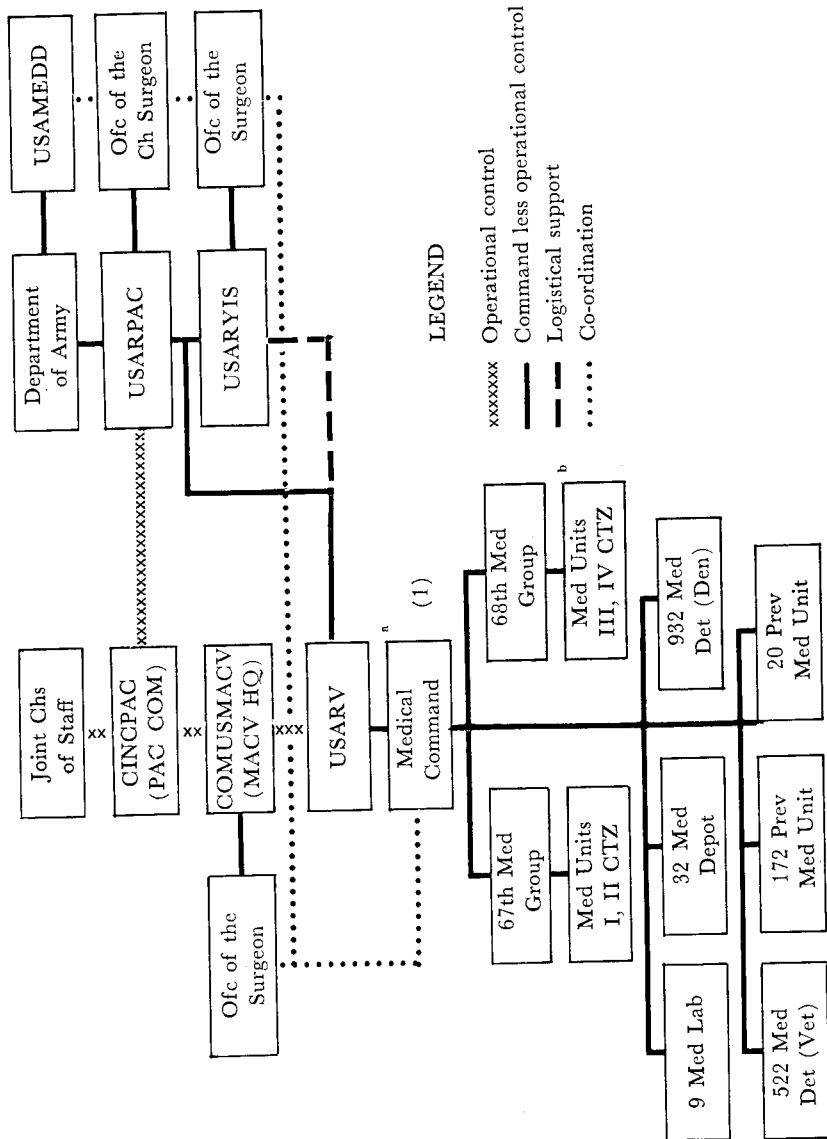 Joint Chs
of Staff
xx
CINCPAC
(PAC COM)
xx
COMUSMACV
(MACV HQ)
xxx
USARV
Medical
Command
a
(1)
Ofc of the
Surgeon
Department
of Army
USAMEDD
USARPAC
Ofc of the
Ch Surgeon
USARYIS
Ofc of the
Surgeon
67th Med
Group
68th Med
Group
Med Units
I, II CTZ
Med Units
III, IV CTZ
b
9 Med Lab
32 Med
Depot
932 Med
Det (Den)
522 Med
Det (Vet)
172 Prev
Med Unit
20 Prev
Med Unit
LEGEND
xxxxxxx Operational control
Command less operational control
Logistical support
Co-ordination